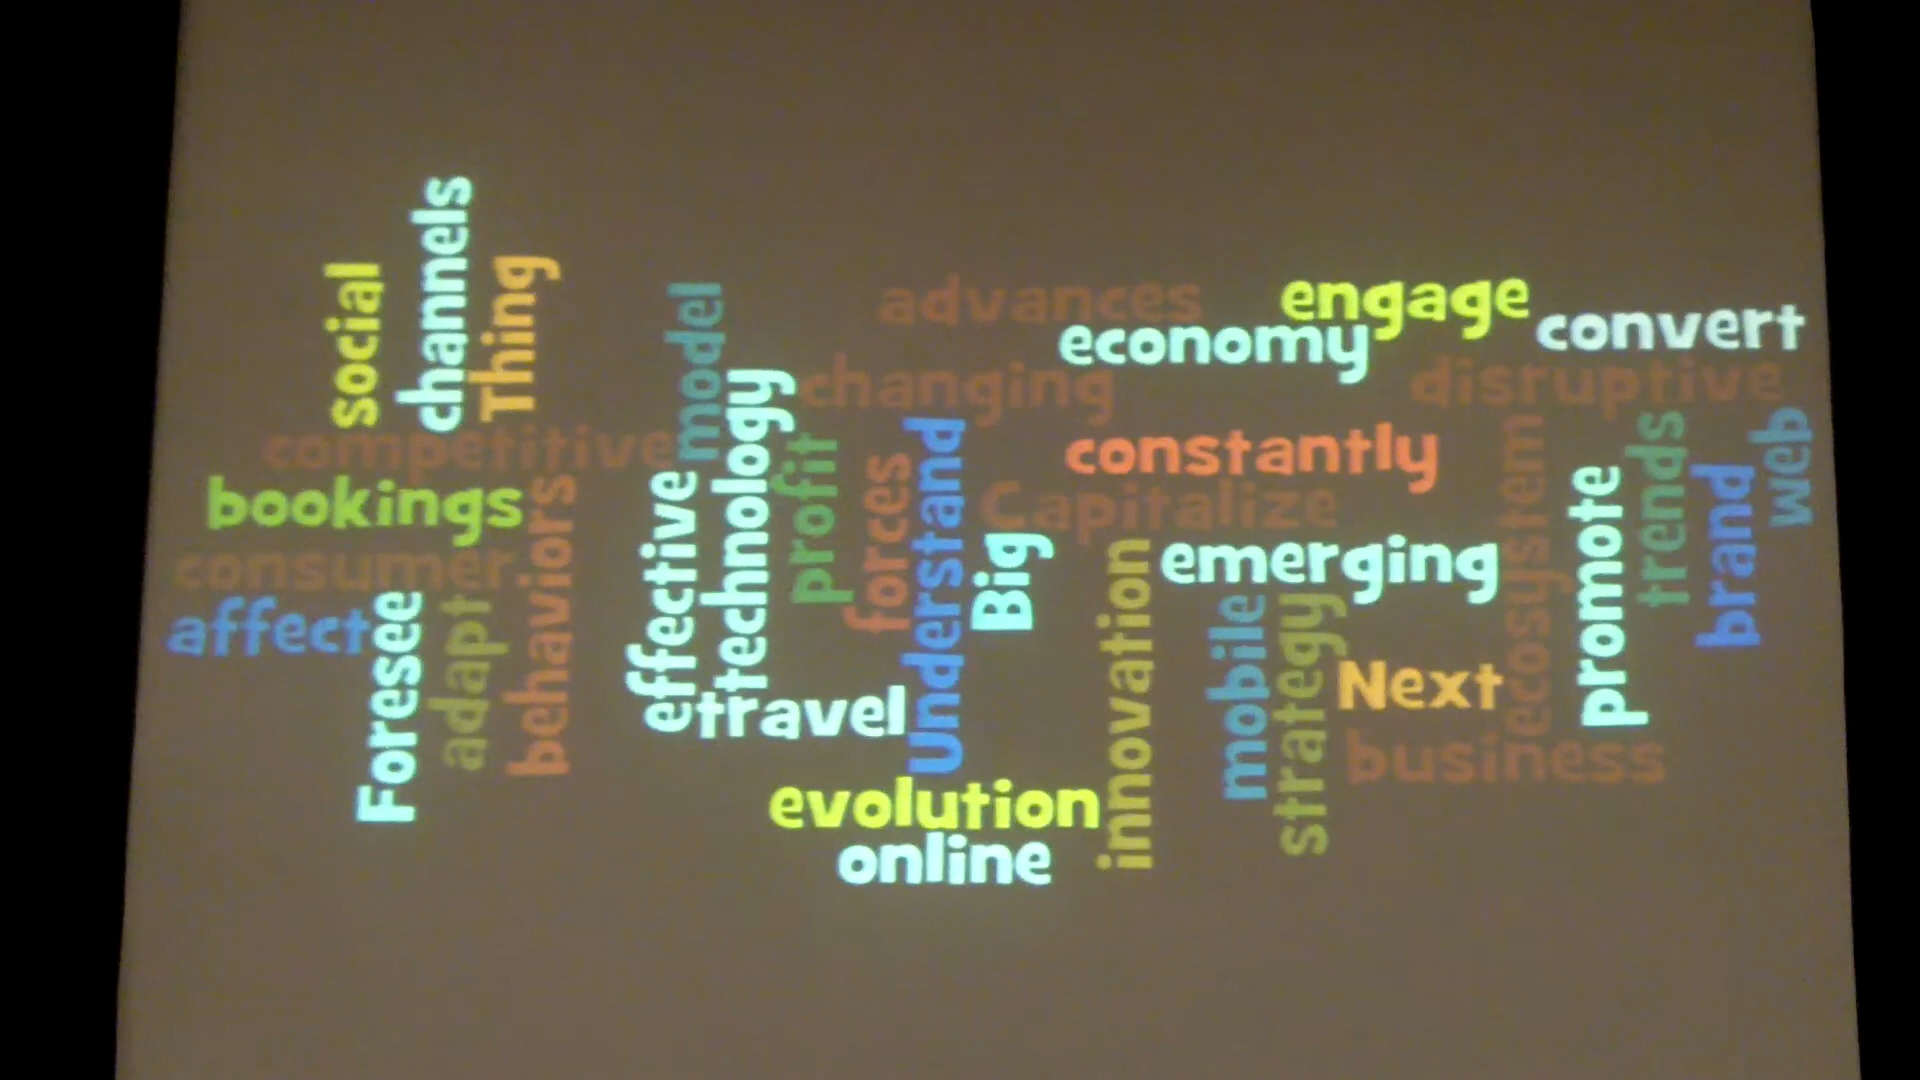 social
channels
Thing
competitive
bookings
consumer
affect
Foresee
adapt
behaviors
model
effective
technology
profit
travel
advances
economy
engage
convert
changing
disruptive
forces
Understand
Big
constantly
Capitalize
emerging
innovation
mobile
strategy
Next
ecosystem
business
promote
trends
brand
web
evolution
online